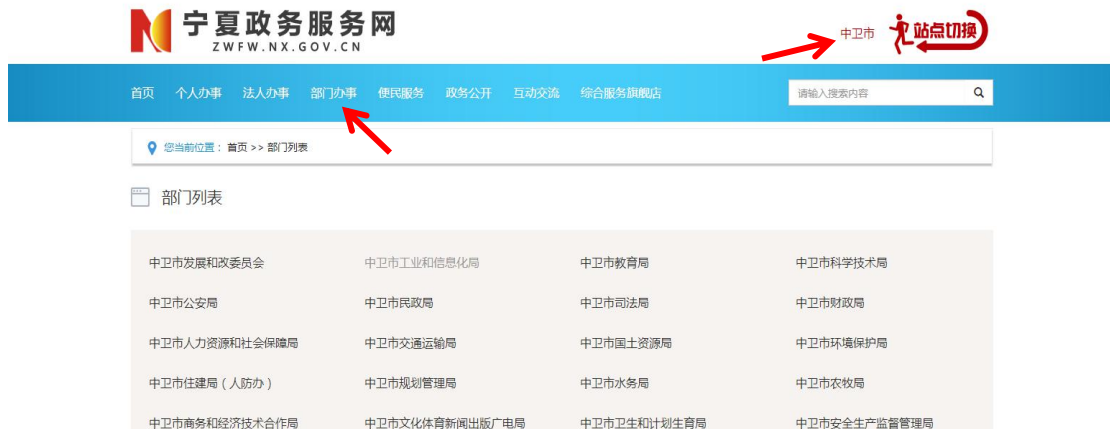 宁夏政务服务网
ZWFW.NX.GOV.CN
中卫市 站点切换
首页 个人办事 法人办事 部门办事 便民服务 政务公开 互动交流 综合服务旗舰店 请输入搜索内容
您当前位置： 首页 >> 部门列表
部门列表
中卫市发展和改委员会 中卫市工业和信息化局 中卫市教育局 中卫市科学技术局
中卫市公安局 中卫市民政局 中卫市司法局 中卫市财政局
中卫市人力资源和社会保障局 中卫市交通运输局 中卫市国土资源局 中卫市环境保护局
中卫市住建局（人防办） 中卫市规划管理局 中卫市水务局 中卫市农牧局
中卫市商务和经济技术合作局 中卫市文化体育新闻出版广电局 中卫市卫生和计划生育局 中卫市安全生产监督管理局